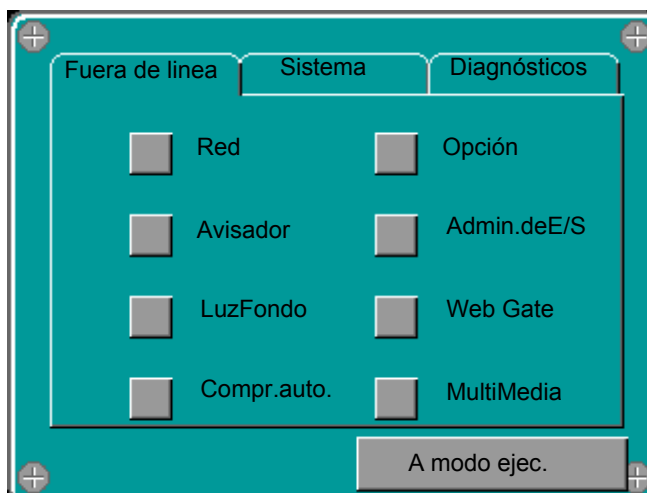 Fuera de linea Sistema Diagnósticos
Red Opción
Avisador Admin.deE/S
LuzFondo Web Gate
Compr.auto. MultiMedia
A modo ejec.